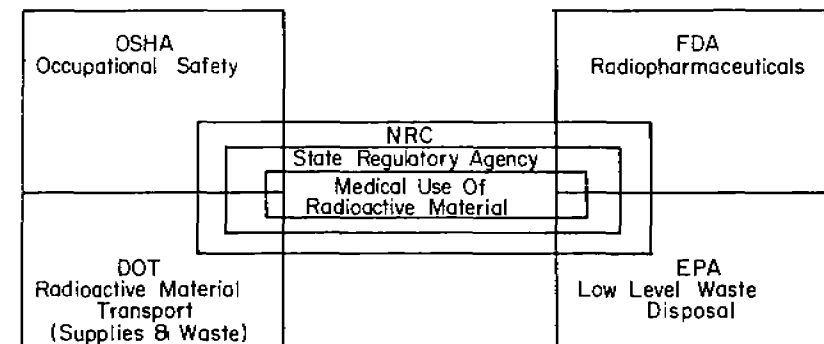 OSHA
Occupational Safety
FDA
Radiopharmaceuticals
NRC
State Regulatory Agency
Medical Use Of
Radioactive Material
DOT
Radioactive Material
Transport
(Supplies & Waste)
EPA
Low Level Waste
Disposal